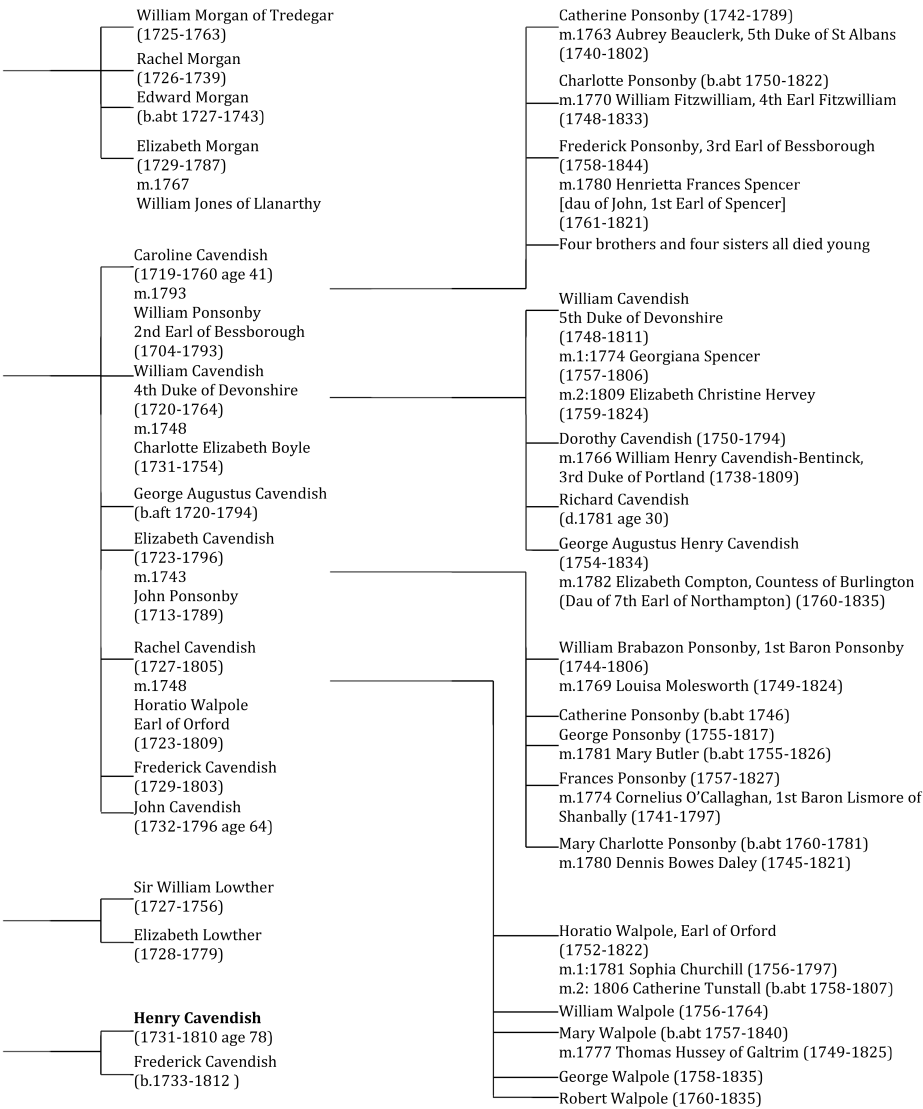 William Morgan of Tredegar
(1725-1763)
Rachel Morgan
(1726-1739)
Edward Morgan
(b.abt 1727-1743)
Elizabeth Morgan
(1729-1787)
m.1767
William Jones of Llanarthy
Caroline Cavendish
(1719-1760 age 41)
m.1793
William Ponsonby
2nd Earl of Bessborough
(1704-1793)
William Cavendish
4th Duke of Devonshire
(1720-1764)
m.1748
Charlotte Elizabeth Boyle
(1731-1754)
George Augustus Cavendish
(b.aft 1720-1794)
Elizabeth Cavendish
(1723-1796)
m.1743
John Ponsonby
(1713-1789)
Rachel Cavendish
(1727-1805)
m.1748
Horatio Walpole
Earl of Orford
(1723-1809)
Frederick Cavendish
(1729-1803)
John Cavendish
(1732-1796 age 64)
Sir William Lowther
(1727-1756)
Elizabeth Lowther
(1728-1779)
Henry Cavendish
(1731-1810 age 78)
Frederick Cavendish
(b.1733-1812 )
Catherine Ponsonby (1742-1789)
m.1763 Aubrey Beauclerk, 5th Duke of St Albans
(1740-1802)
Charlotte Ponsonby (b.abt 1750-1822)
m.1770 William Fitzwilliam, 4th Earl Fitzwilliam
(1748-1833)
Frederick Ponsonby, 3rd Earl of Bessborough
(1758-1844)
m.1780 Henrietta Frances Spencer
[dau of John, 1st Earl of Spencer]
(1761-1821)
Four brothers and four sisters all died young
William Cavendish
5th Duke of Devonshire
(1748-1811)
m.1:1774 Georgiana Spencer
(1757-1806)
m.2:1809 Elizabeth Christine Hervey
(1759-1824)
Dorothy Cavendish (1750-1794)
m.1766 William Henry Cavendish-Bentinck,
3rd Duke of Portland (1738-1809)
Richard Cavendish
(d.1781 age 30)
George Augustus Henry Cavendish
(1754-1834)
m.1782 Elizabeth Compton, Countess of Burlington
(Dau of 7th Earl of Northampton) (1760-1835)
William Brabazon Ponsonby, 1st Baron Ponsonby
(1744-1806)
m.1769 Louisa Molesworth (1749-1824)
Catherine Ponsonby (b.abt 1746)
George Ponsonby (1755-1817)
m.1781 Mary Butler (b.abt 1755-1826)
Frances Ponsonby (1757-1827)
m.1774 Cornelius O’Callaghan, 1st Baron Lismore of
Shanbally (1741-1797)
Mary Charlotte Ponsonby (b.abt 1760-1781)
m.1780 Dennis Bowes Daley (1745-1821)
Horatio Walpole, Earl of Orford
(1752-1822)
m.1:1781 Sophia Churchill (1756-1797)
m.2: 1806 Catherine Tunstall (b.abt 1758-1807)
William Walpole (1756-1764)
Mary Walpole (b.abt 1757-1840)
m.1777 Thomas Hussey of Galtrim (1749-1825)
George Walpole (1758-1835)
Robert Walpole (1760-1835)